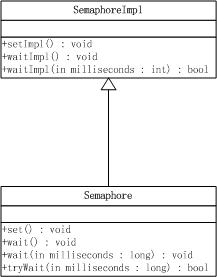 SemaphoreImpl
+setImpl() : void
+waitImpl() : void
+waitImpl(in milliseconds : int) : bool
Semaphore
+set() : void
+wait() : void
+wait(in milliseconds : long) : void
+tryWait(in milliseconds : long) : bool